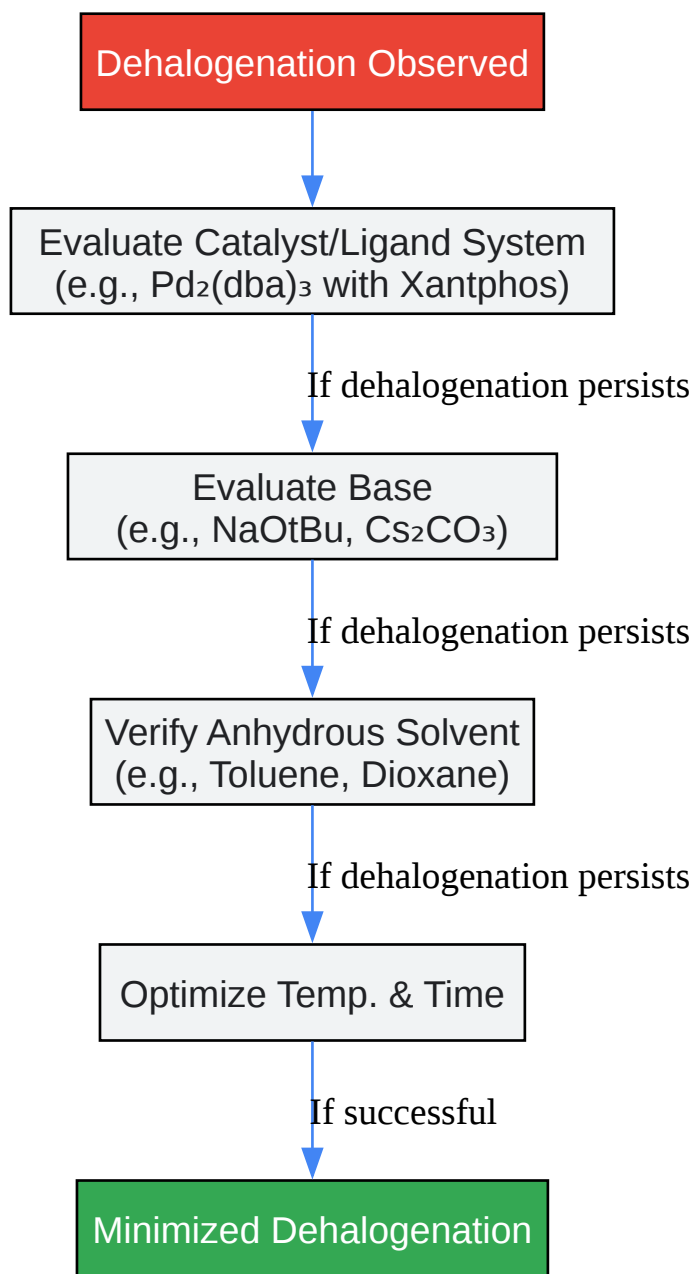 Dehalogenation Observed
Evaluate Catalyst/Ligand System
(e.g., Pd₂(dba)₃ with Xantphos)
If dehalogenation persists
Evaluate Base
(e.g., NaOtBu, Cs₂CO₃)
If dehalogenation persists
Verify Anhydrous Solvent
(e.g., Toluene, Dioxane)
If dehalogenation persists
Optimize Temp. & Time
If successful
Minimized Dehalogenation